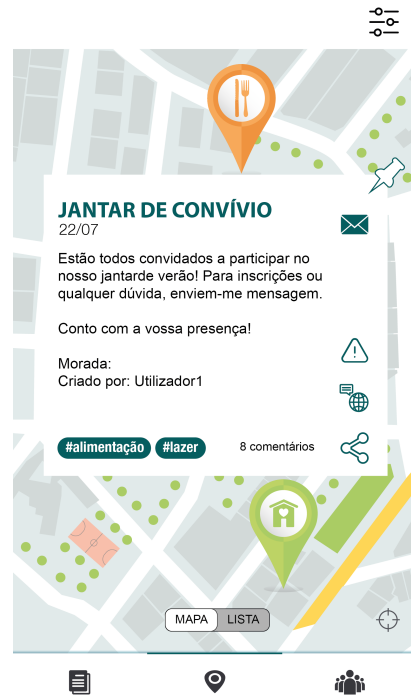 JANTAR DE CONVÍVIO
22/07
Estão todos convidados a participar no
nosso jantarde verão! Para inscrições ou
qualquer dúvida, enviem-me mensagem.
Conto com a vossa presença!
Morada:
Criado por: Utilizador1
#alimentação #lazer 8 comentários
MAPA LISTA